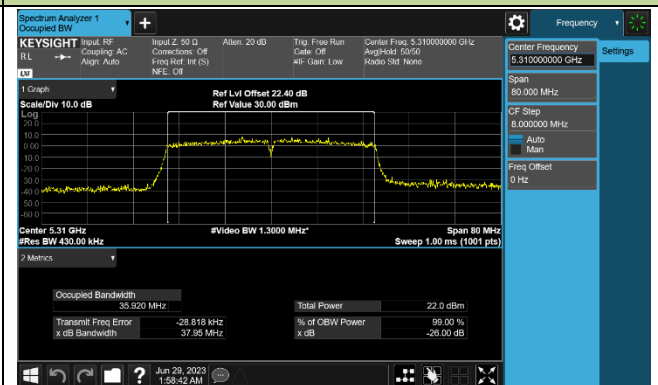 Spectrum Analyzer 1
Occupied BW
+
Frequency
KEYSIGHT
RL
LXI
Input: RF
Coupling: AC
Align: Auto
Input Z: 50 Ω
Corrections: Off
Freq Ref: Int (S)
NFE: Off
Atten: 20 dB
Trig: Free Run
Gate: Off
#IF Gain: Low
Center Freq: 5.310000000 GHz
Avg|Hold: 50/50
Radio Std: None
Center Frequency
5.310000000 GHz
Settings
Span
80.000 MHz
CF Step
8.000000 MHz
Auto
Man
Freq Offset
0 Hz
1 Graph
Scale/Div 10.0 dB
Ref Lvl Offset 22.40 dB
Ref Value 30.00 dBm
Log
20.0
10.0
0.00
-10.0
-20.0
-30.0
-40.0
-50.0
-60.0
Center 5.31 GHz
#Video BW 1.3000 MHz*
Span 80 MHz
#Res BW 430.00 kHz
Sweep 1.00 ms (1001 pts)
2 Metrics
Occupied Bandwidth
35.920 MHz
Total Power
22.0 dBm
Transmit Freq Error
-28.818 kHz
% of OBW Power
99.00 %
x dB Bandwidth
37.95 MHz
x dB
-26.00 dB
?
Jun 29, 2023
1:58:42 AM